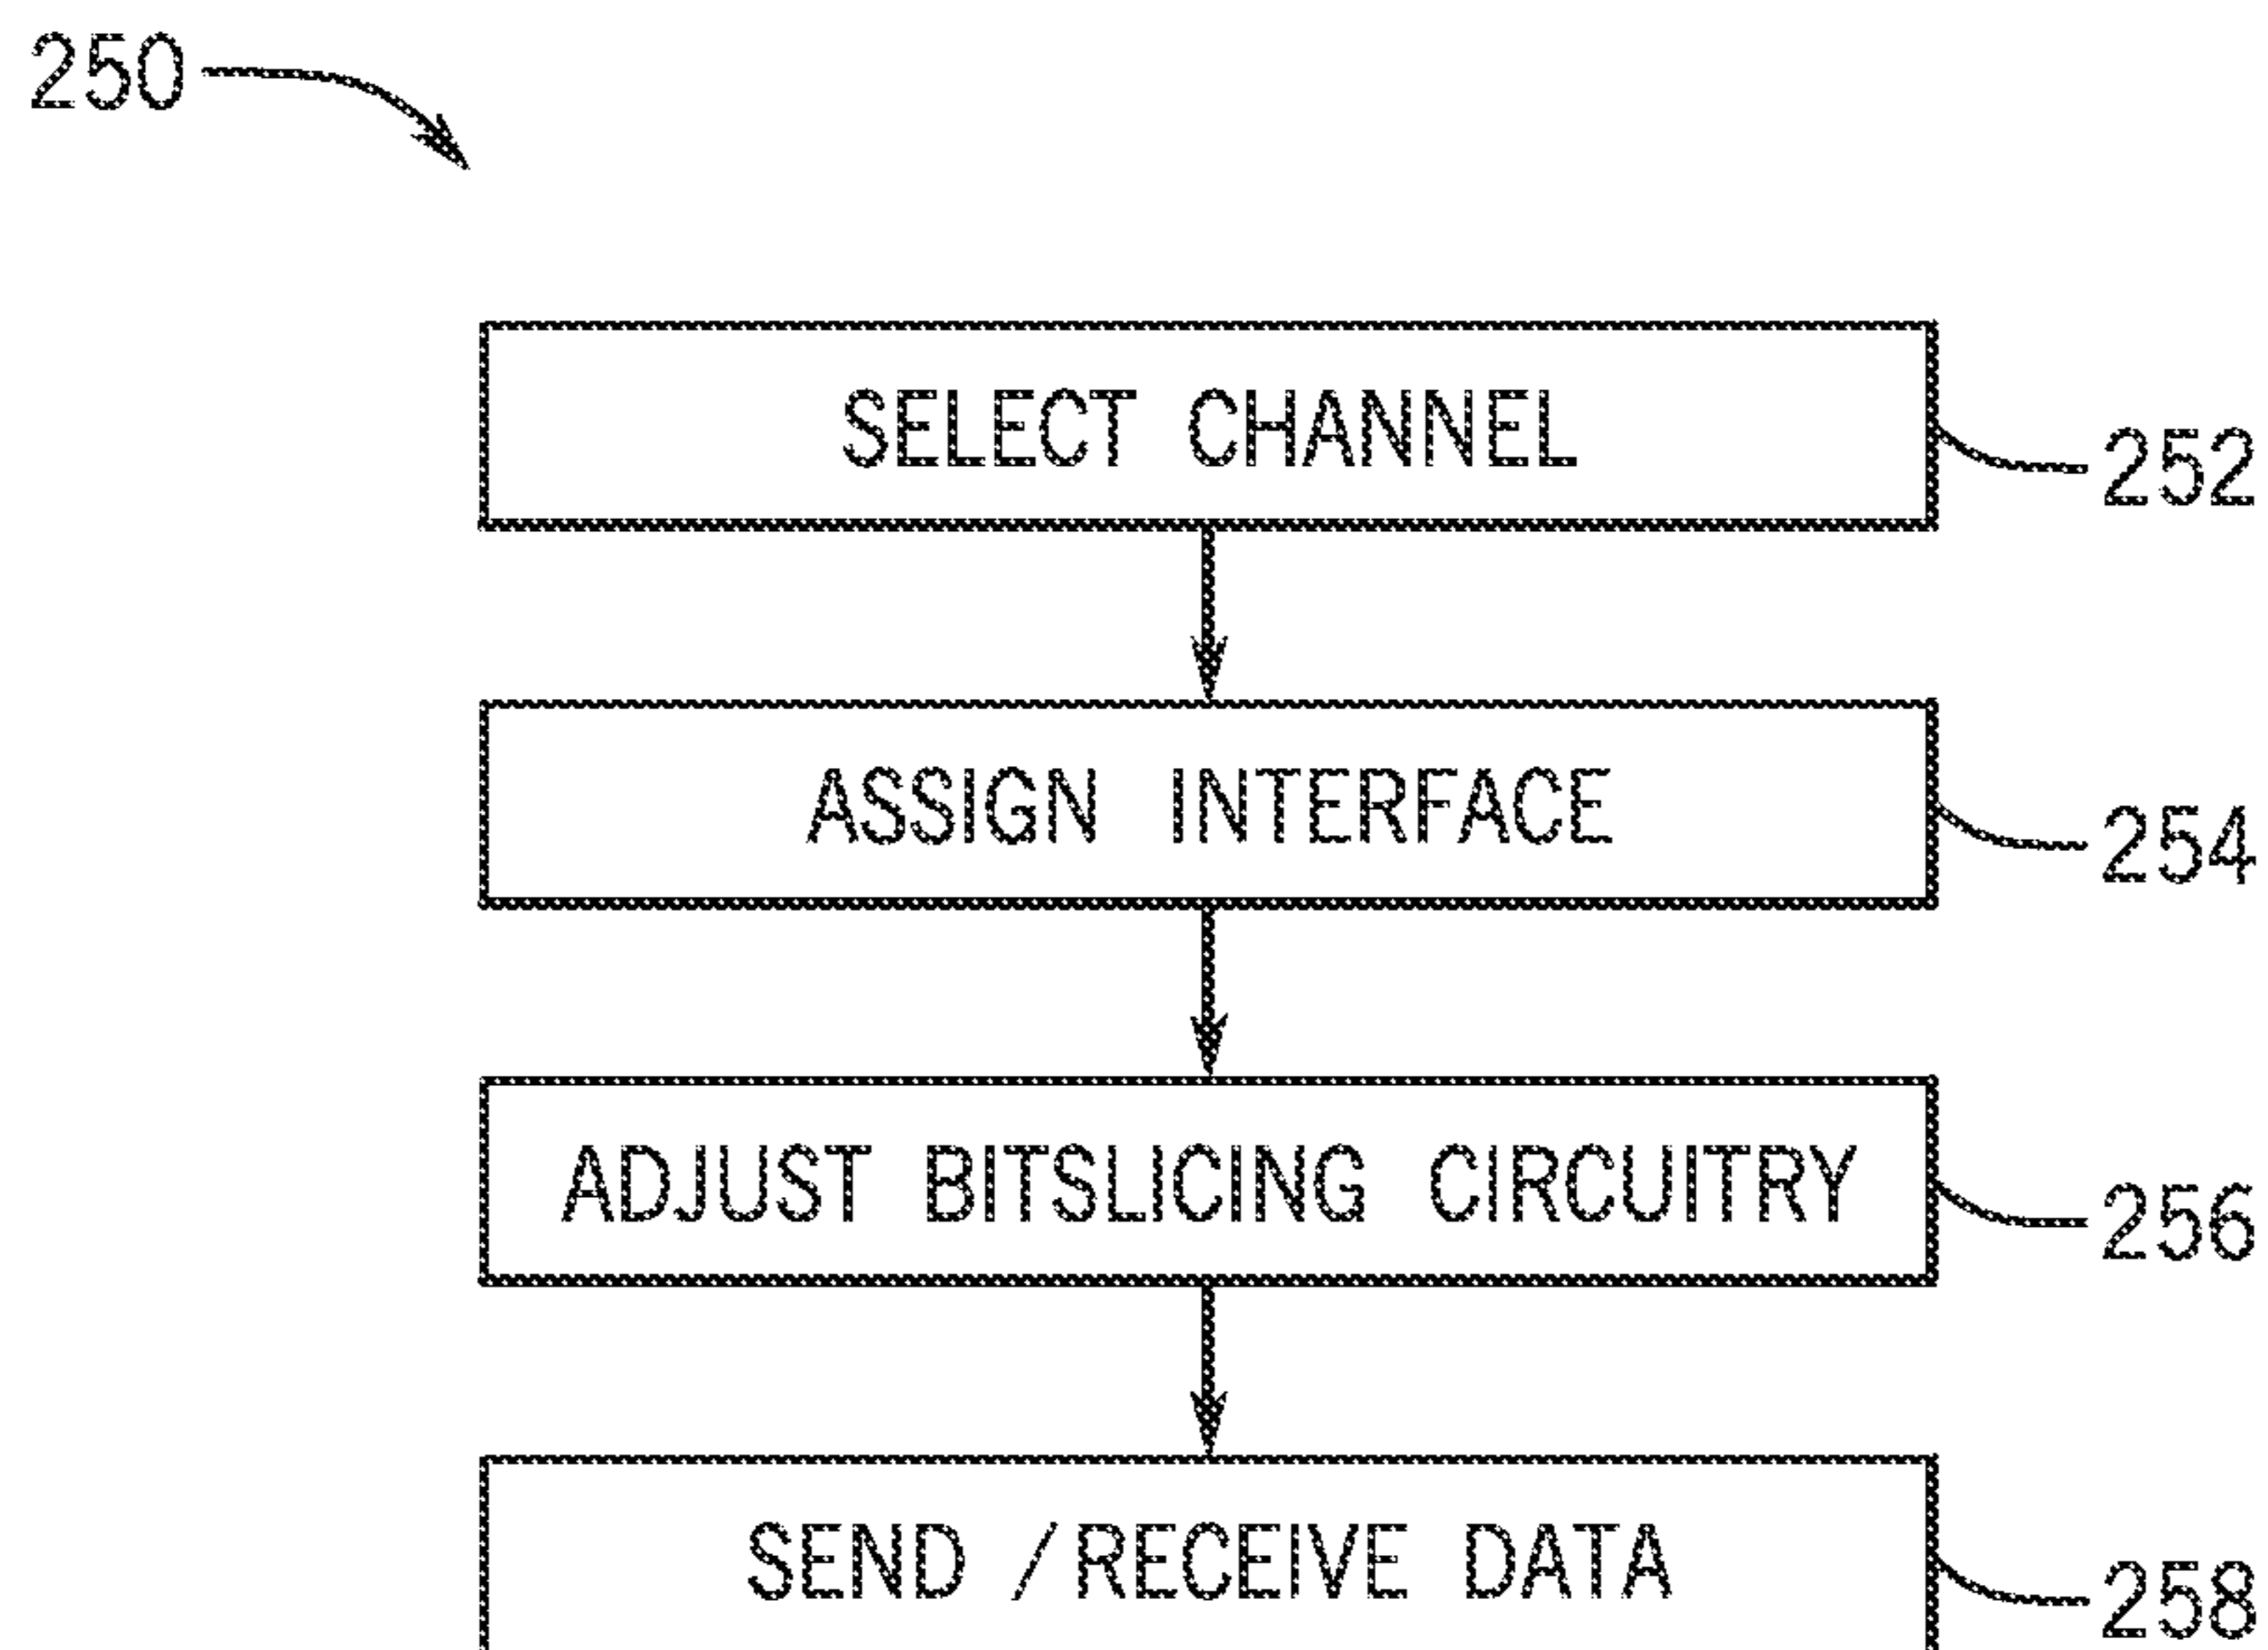 250
SELECT CHANNEL
252
ASSIGN INTERFACE
254
ADJUST BITSLICING CIRCUITRY
256
SEND /RECEIVE DATA
258